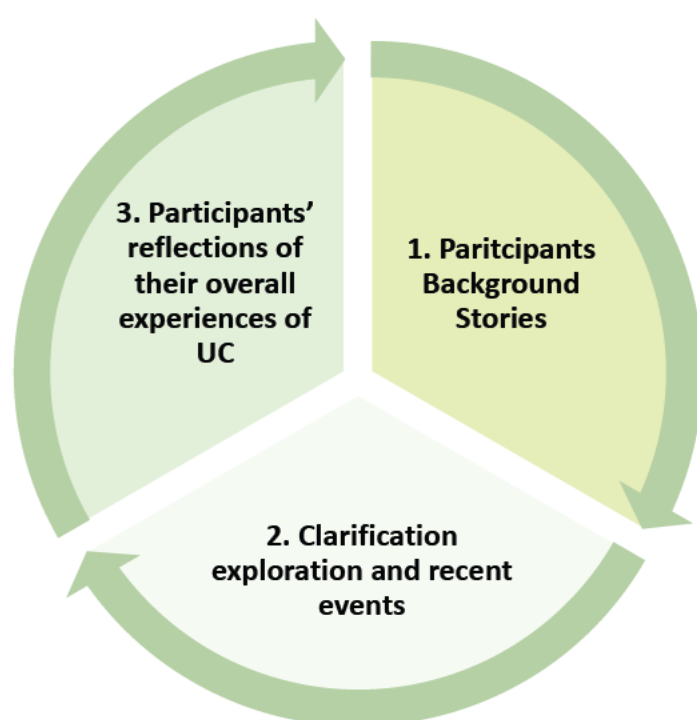 1. Paritcipants
Background
Stories
2. Clarification
exploration and recent
events
3. Participants’
reflections of
their overall
experiences of
UC